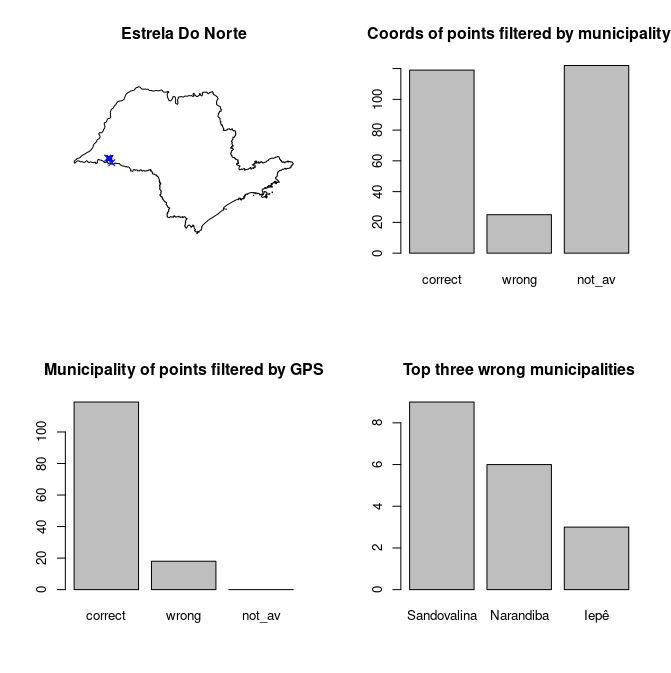 Estrela Do Norte
Coords of points filtered by municipality
0 20 40 60 80 100
correct wrong not_av
Municipality of points filtered by GPS
0 20 40 60 80 100
correct wrong not_av
Top three wrong municipalities
0 2 4 6 8
Sandovalina Narandiba Iepê